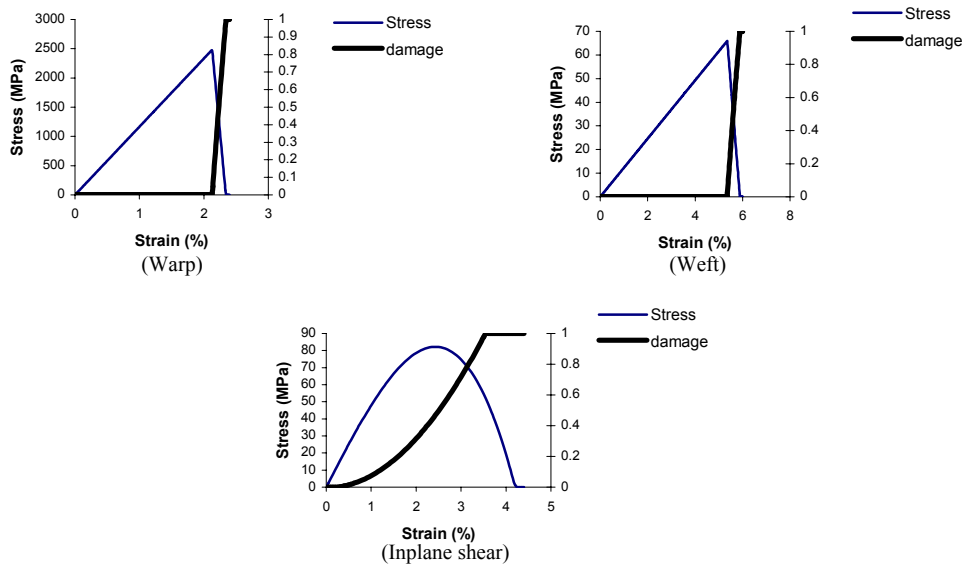 Stress
damage
Stress (MPa)
3000
2500
2000
1500
1000
500
0
1
0.9
0.8
0.7
0.6
0.5
0.4
0.3
0.2
0.1
0
0 1 2 3
Strain (%)
(Warp)
Stress
damage
Stress (MPa)
70
60
50
40
30
20
10
0
1
0.8
0.6
0.4
0.2
0
0 2 4 6 8
Strain (%)
(Weft)
Stress
damage
Stress (MPa)
90
80
70
60
50
40
30
20
10
0
1
0.8
0.6
0.4
0.2
0
0 1 2 3 4 5
Strain (%)
(Inplane shear)